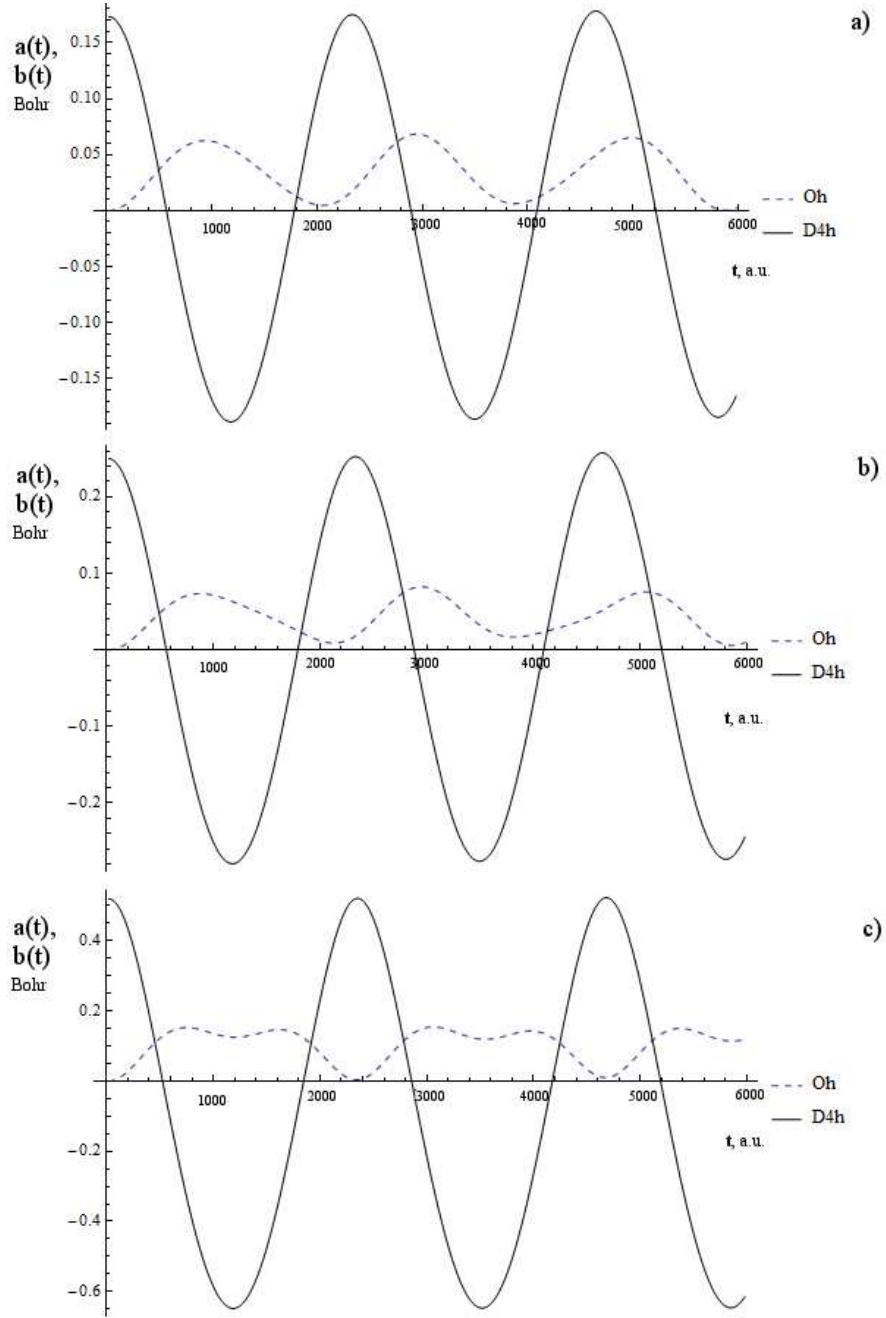 a)
a(t),
b(t)
Bohr
0.15
0.10
0.05
−0.05
−0.10
−0.15
1000
2000
3000
4000
5000
6000
Oh
D4h
t, a.u.
b)
a(t),
b(t)
Bohr
0.2
0.1
−0.1
−0.2
1000
2000
3000
4000
5000
6000
Oh
D4h
t, a.u.
c)
a(t),
b(t)
Bohr
0.4
0.2
−0.2
−0.4
−0.6
1000
2000
3000
4000
5000
6000
Oh
D4h
t, a.u.